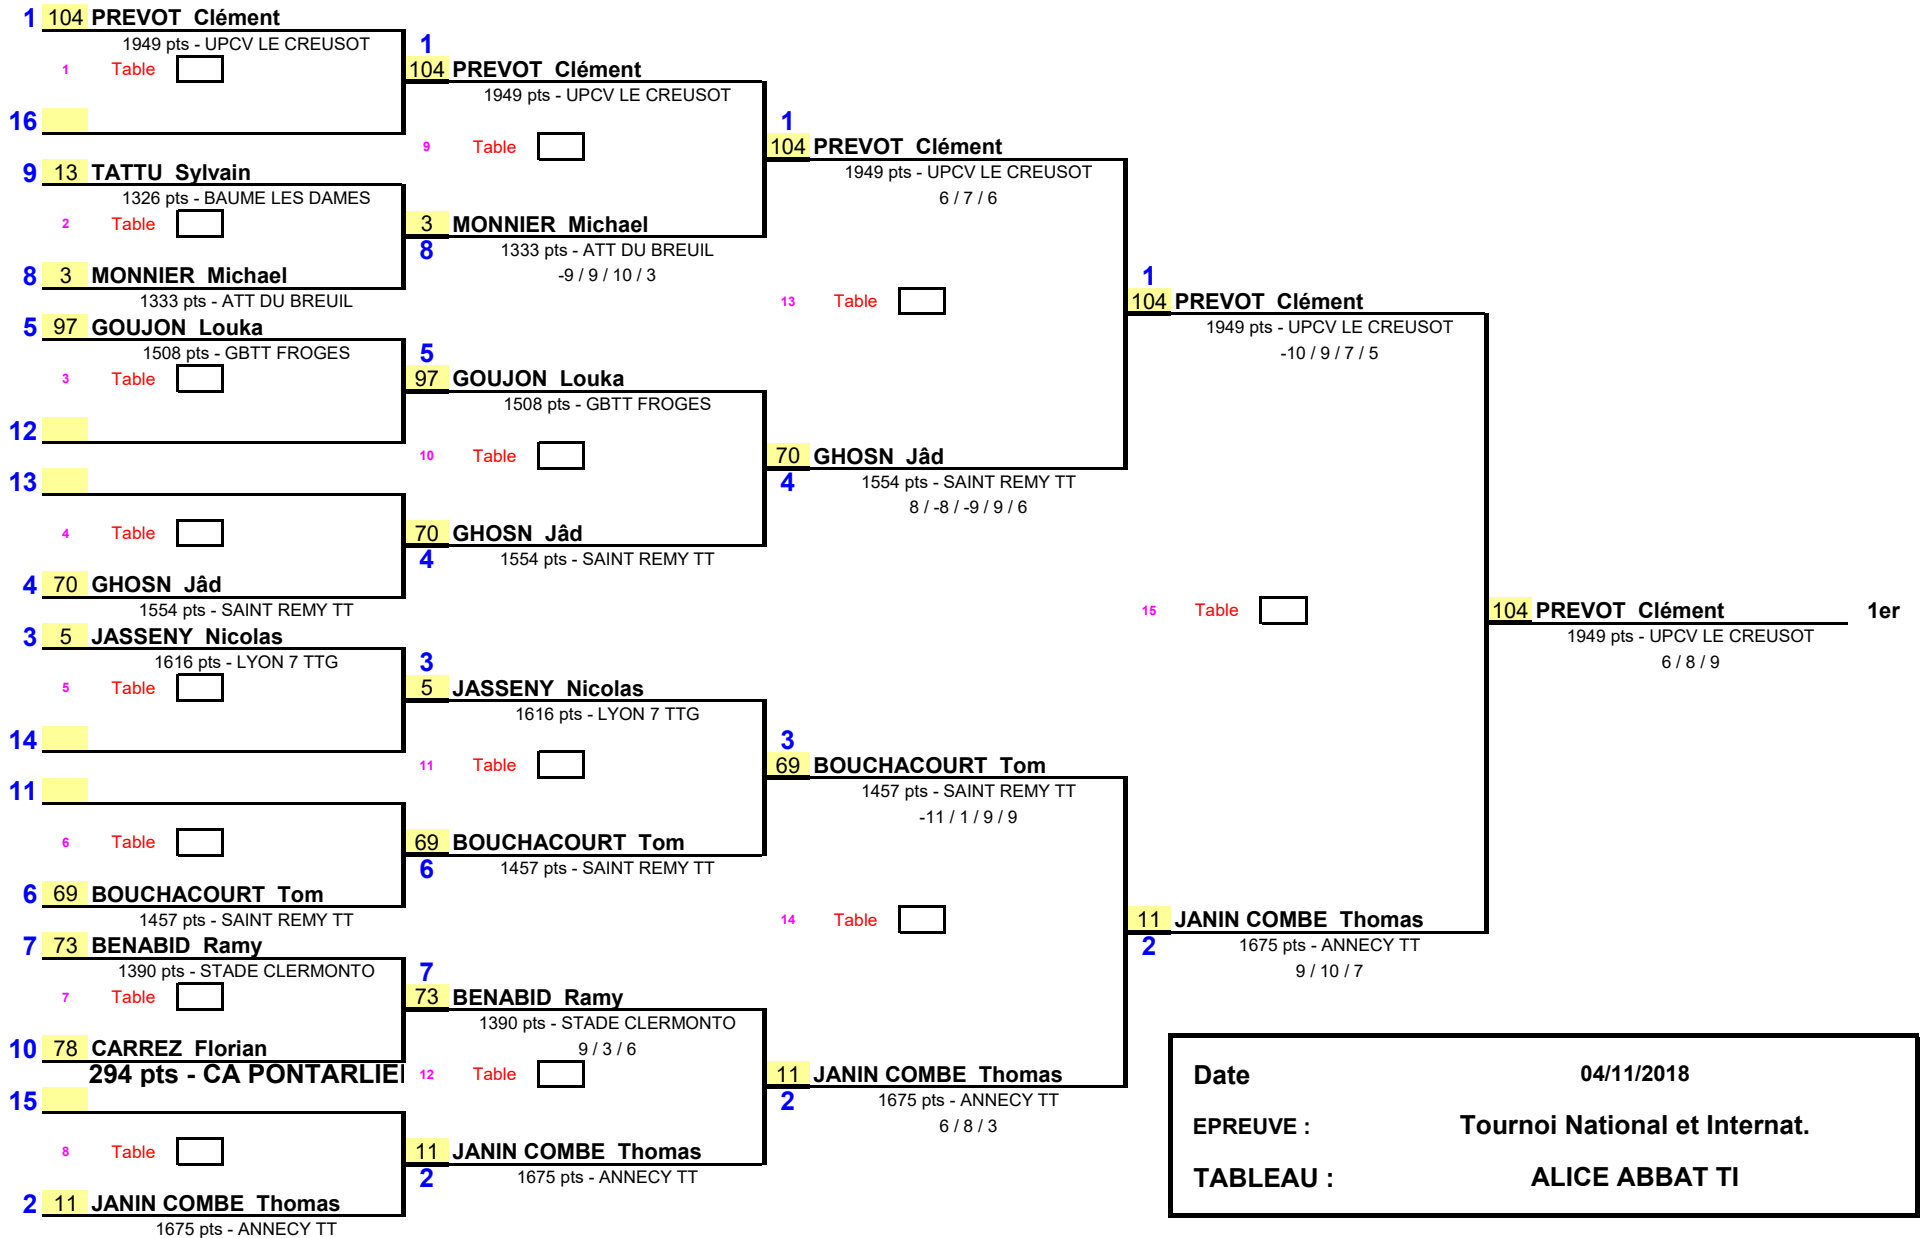 1 104 PREVOT Clément
1949 pts - UPCV LE CREUSOT
1 Table
16
9 13 TATTU Sylvain
1326 pts - BAUME LES DAMES
2 Table
8 3 MONNIER Michael
1333 pts - ATT DU BREUIL
5 97 GOUJON Louka
1508 pts - GBTT FROGES
3 Table
12
13
4 Table
4 70 GHOSN Jâd
1554 pts - SAINT REMY TT
3 5 JASSENY Nicolas
1616 pts - LYON 7 TTG
5 Table
14
11
6 Table
6 69 BOUCHACOURT Tom
1457 pts - SAINT REMY TT
7 73 BENABID Ramy
1390 pts - STADE CLERMONTO
7 Table
10 78 CARREZ Florian
294 pts - CA PONTARLIE
15
8 Table
2 11 JANIN COMBE Thomas
1675 pts - ANNECY TT
1
104 PREVOT Clément
1949 pts - UPCV LE CREUSOT
9 Table
3 MONNIER Michael
8
1333 pts - ATT DU BREUIL
-9 / 9 / 10 / 3
5
97 GOUJON Louka
1508 pts - GBTT FROGES
10 Table
70 GHOSN Jâd
4
1554 pts - SAINT REMY TT
3
5 JASSENY Nicolas
1616 pts - LYON 7 TTG
11 Table
69 BOUCHACOURT Tom
6
1457 pts - SAINT REMY TT
7
73 BENABID Ramy
1390 pts - STADE CLERMONTO
9 / 3 / 6
12 Table
11 JANIN COMBE Thomas
2
1675 pts - ANNECY TT
1
104 PREVOT Clément
1949 pts - UPCV LE CREUSOT
6 / 7 / 6
13 Table
70 GHOSN Jâd
4
1554 pts - SAINT REMY TT
8 / -8 / -9 / 9 / 6
3
69 BOUCHACOURT Tom
1457 pts - SAINT REMY TT
-11 / 1 / 9 / 9
14 Table
11 JANIN COMBE Thomas
2
1675 pts - ANNECY TT
6 / 8 / 3
1
104 PREVOT Clément
1949 pts - UPCV LE CREUSOT
-10 / 9 / 7 / 5
15 Table
11 JANIN COMBE Thomas
2
1675 pts - ANNECY TT
9 / 10 / 7
104 PREVOT Clément 1er
1949 pts - UPCV LE CREUSOT
6 / 8 / 9
Date 04/11/2018
EPREUVE : Tournoi National et Internat.
TABLEAU : ALICE ABBAT TI